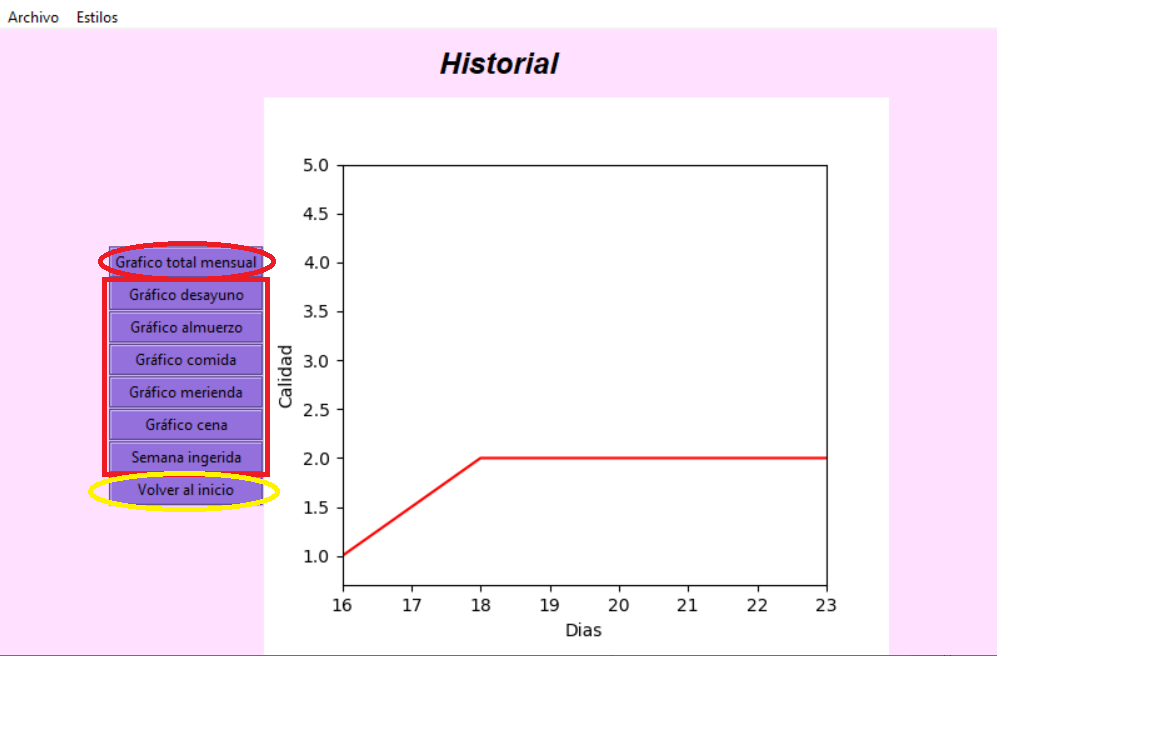 Archivo Estilos
Historial
Grafico total mensual
Gráfico desayuno
Gráfico almuerzo
Gráfico comida
Gráfico merienda
Gráfico cena
Semana ingerida
Volver al inicio
Calidad
5.0
4.5
4.0
3.5
3.0
2.5
2.0
1.5
1.0
16 17 18 19 20 21 22 23
Dias